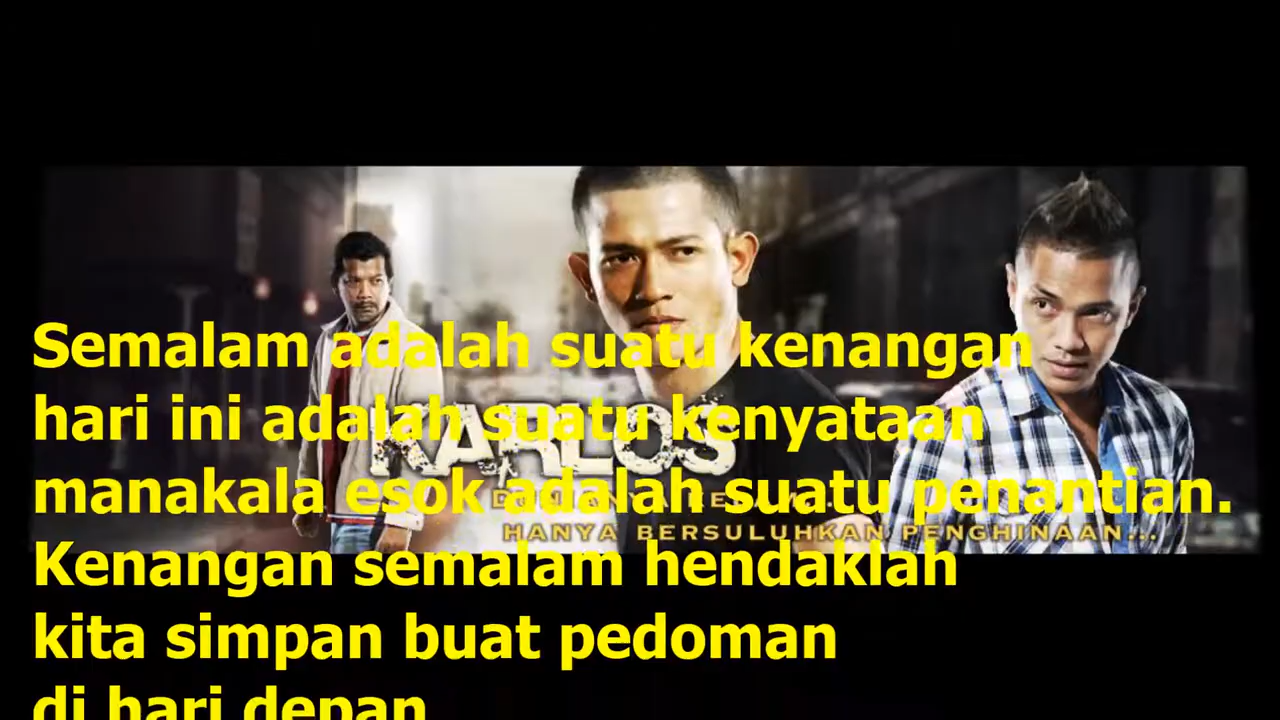 Semalam adalah suatu kenangan
hari ini adalah suatu kenyataan
KARLOS
manakala esok adalah suatu penantian.
HANYA BERSULUHKAN PENGHINAAN...
Kenangan semalam hendaklah
kita simpan buat pedoman
di hari depan